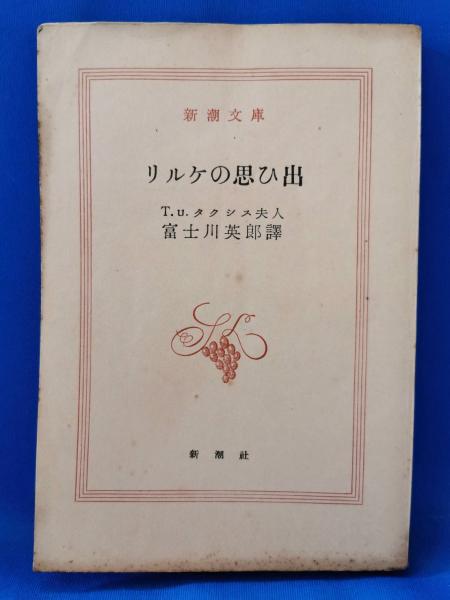 新潮文庫
リルケの思ひ出
T.u.タクシス夫人
富士川英郎譯
新潮社